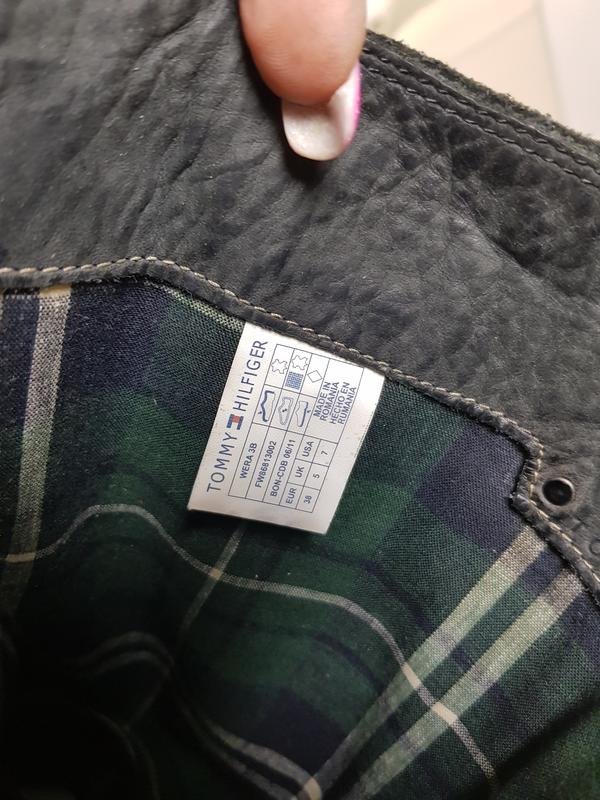 TOMMY HILFIGER
WERA 3B
FW86813002
BON-CDB 06/11
EUR UK USA
38 5 7
MADE IN
ROMANIA
HECHO EN
RUMANIA